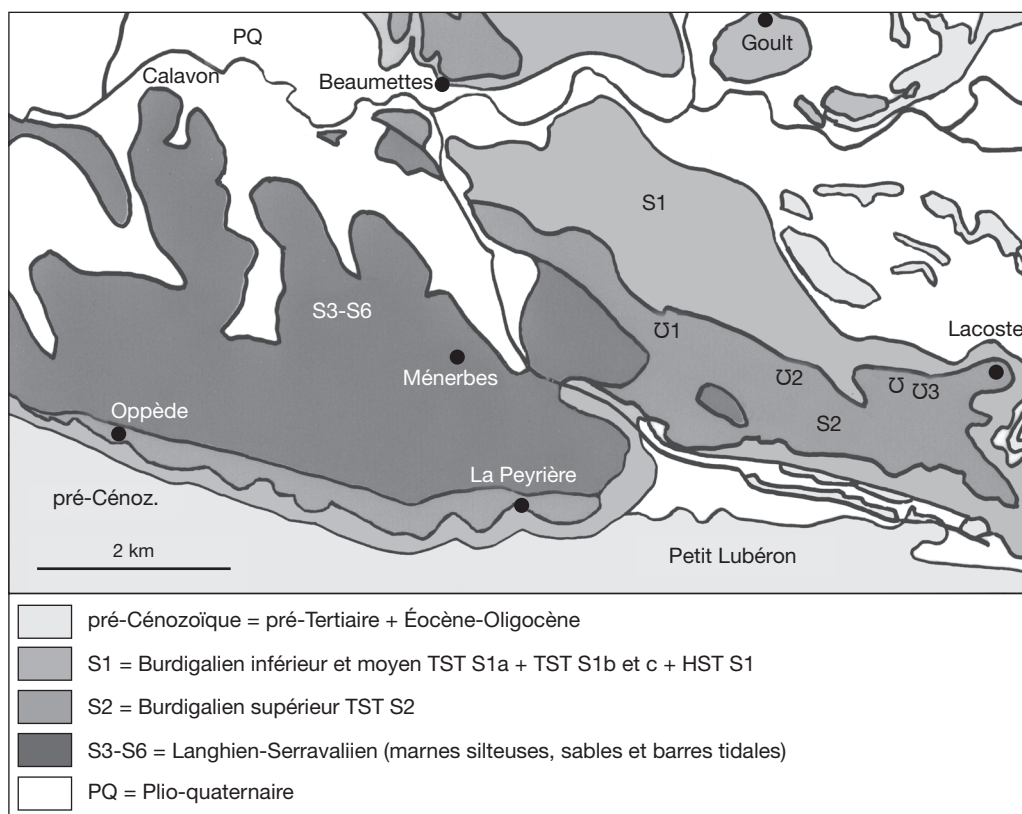 PQ
Goult
Calavon
Beaumettes
S1
S3-S6
Ʊ1
Lacoste
Ménerbes
Ʊ2
Ʊ Ʊ3
Oppède
S2
La Peyrière
pré-Cénoz.
2 km
Petit Lubéron
pré-Cénozoïque = pré-Tertiaire + Éocène-Oligocène
S1 = Burdigalien inférieur et moyen TST S1a + TST S1b et c + HST S1
S2 = Burdigalien supérieur TST S2
S3-S6 = Langhien-Serravaliien (marnes silteuses, sables et barres tidales)
PQ = Plio-quaternaire